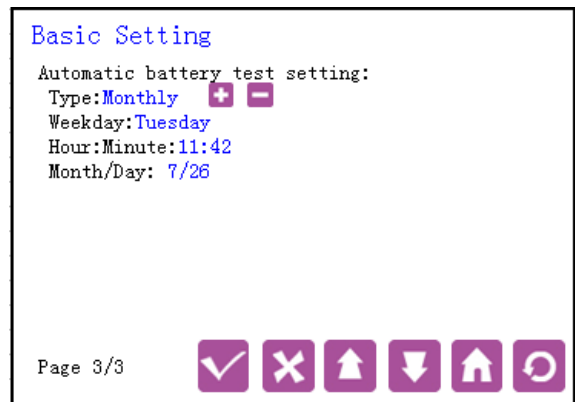 Basic Setting
Automatic battery test setting:
Type:Monthly
Weekday:Tuesday
Hour:Minute:11:42
Month/Day: 7/26
Page 3/3